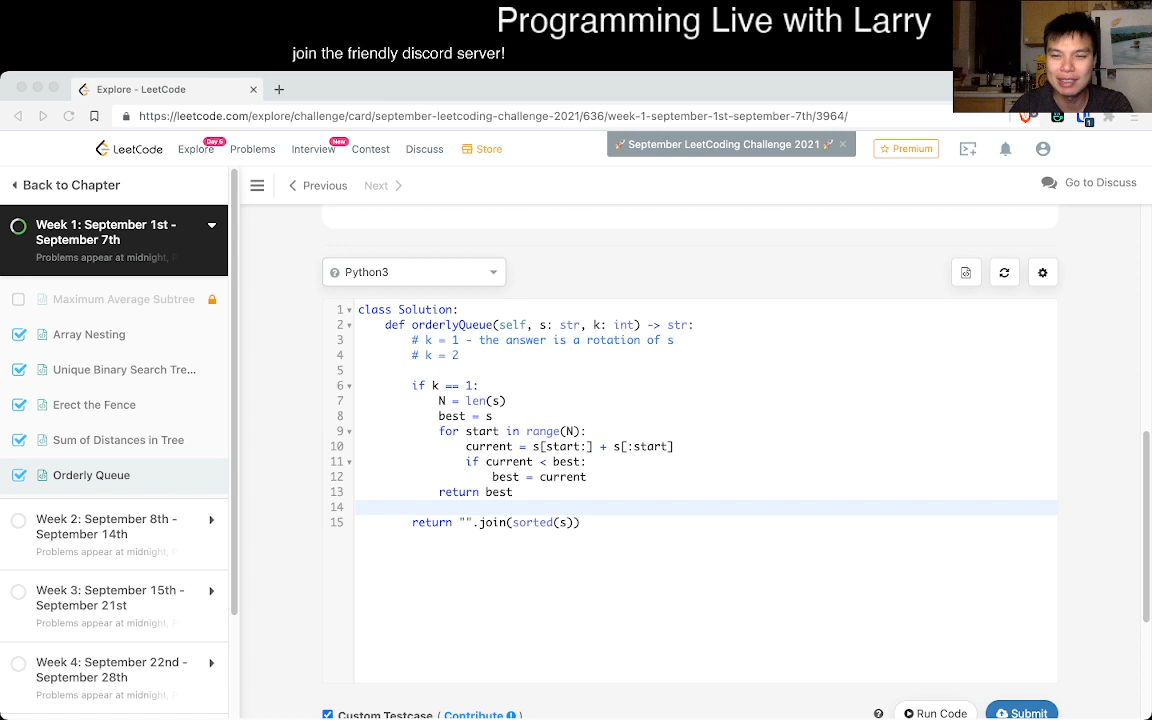 Programming Live with Larry
join the friendly discord server!
Explore - LeetCode
https://leetcode.com/explore/challenge/card/september-leetcoding-challenge-2021/636/week-1-september-1st-september-7th/3964/
LeetCode
Explore
Day 5
Problems
Interview
New
Contest
Discuss
Store
🚀 September LeetCoding Challenge 2021 🚀
Premium
Back to Chapter
Previous
Next
Go to Discuss
Week 1: September 1st -
September 7th
Problems appear at midnight,
Maximum Average Subtree
Array Nesting
Unique Binary Search Tre...
Erect the Fence
Sum of Distances in Tree
Orderly Queue
Week 2: September 8th -
September 14th
Problems appear at midnight,
Week 3: September 15th -
September 21st
Problems appear at midnight,
Week 4: September 22nd -
September 28th
Problems appear at midnight,
Python3
1 class Solution:
2 def orderlyQueue(self, s: str, k: int) -> str:
3 # k = 1 - the answer is a rotation of s
4 # k = 2
5
6 if k == 1:
7 N = len(s)
8 best = s
9 for start in range(N):
10 current = s[start:] + s[:start]
11 if current < best:
12 best = current
13 return best
14
15 return "".join(sorted(s))
Custom Testcase ( Contribute )
Run Code
Submit